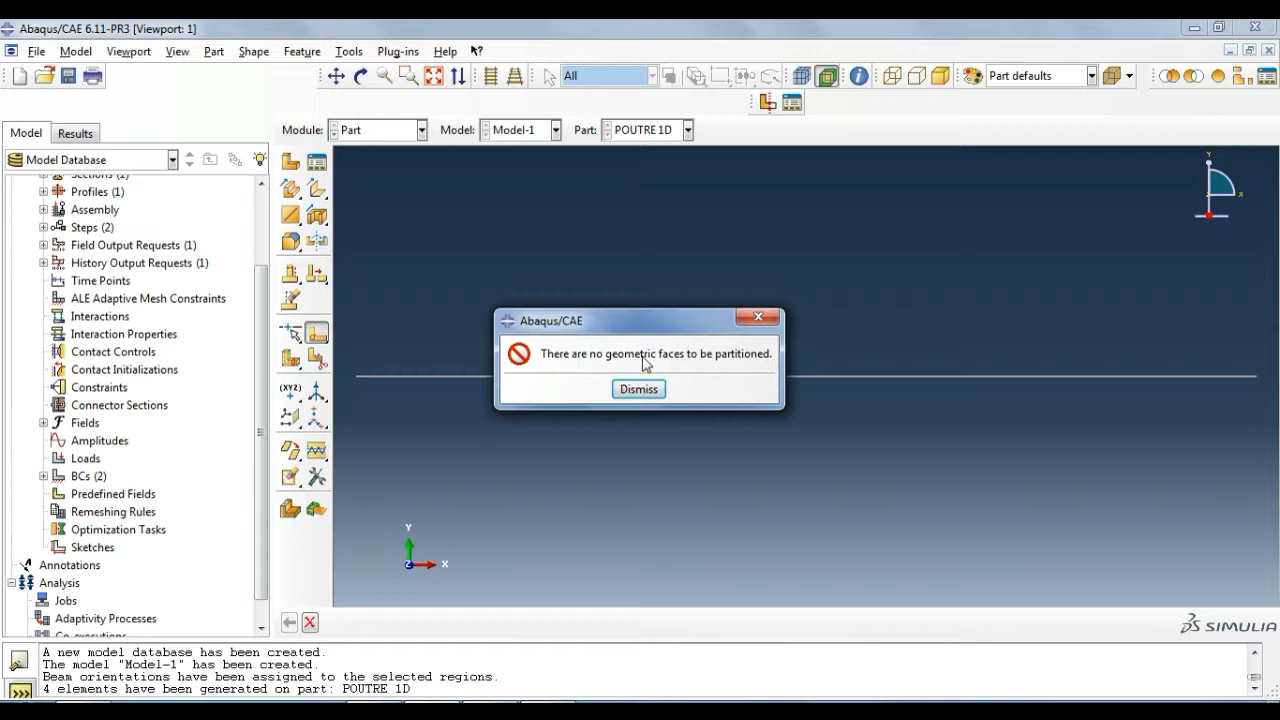 Abaqus/CAE 6.11-PR3 [Viewport: 1]
File Model Viewport View Part Shape Feature Tools Plug-ins Help
All
Part defaults
Model Results
Module: Part Model: Model-1 Part: POUTRE 1D
Model Database
Sections (1)
Profiles (1)
Assembly
Steps (2)
Field Output Requests (1)
History Output Requests (1)
Time Points
ALE Adaptive Mesh Constraints
Interactions
Interaction Properties
Contact Controls
Contact Initializations
Constraints
Connector Sections
Fields
Amplitudes
Loads
BCs (2)
Predefined Fields
Remeshing Rules
Optimization Tasks
Sketches
Annotations
Analysis
Jobs
Adaptivity Processes
Co-executions
(XYZ)
Y
X
Abaqus/CAE
There are no geometric faces to be partitioned.
Dismiss
Y
Z
X
SIMULIA
A new model database has been created.
The model "Model-1" has been created.
Beam orientations have been assigned to the selected regions.
4 elements have been generated on part: POUTRE 1D
>>>